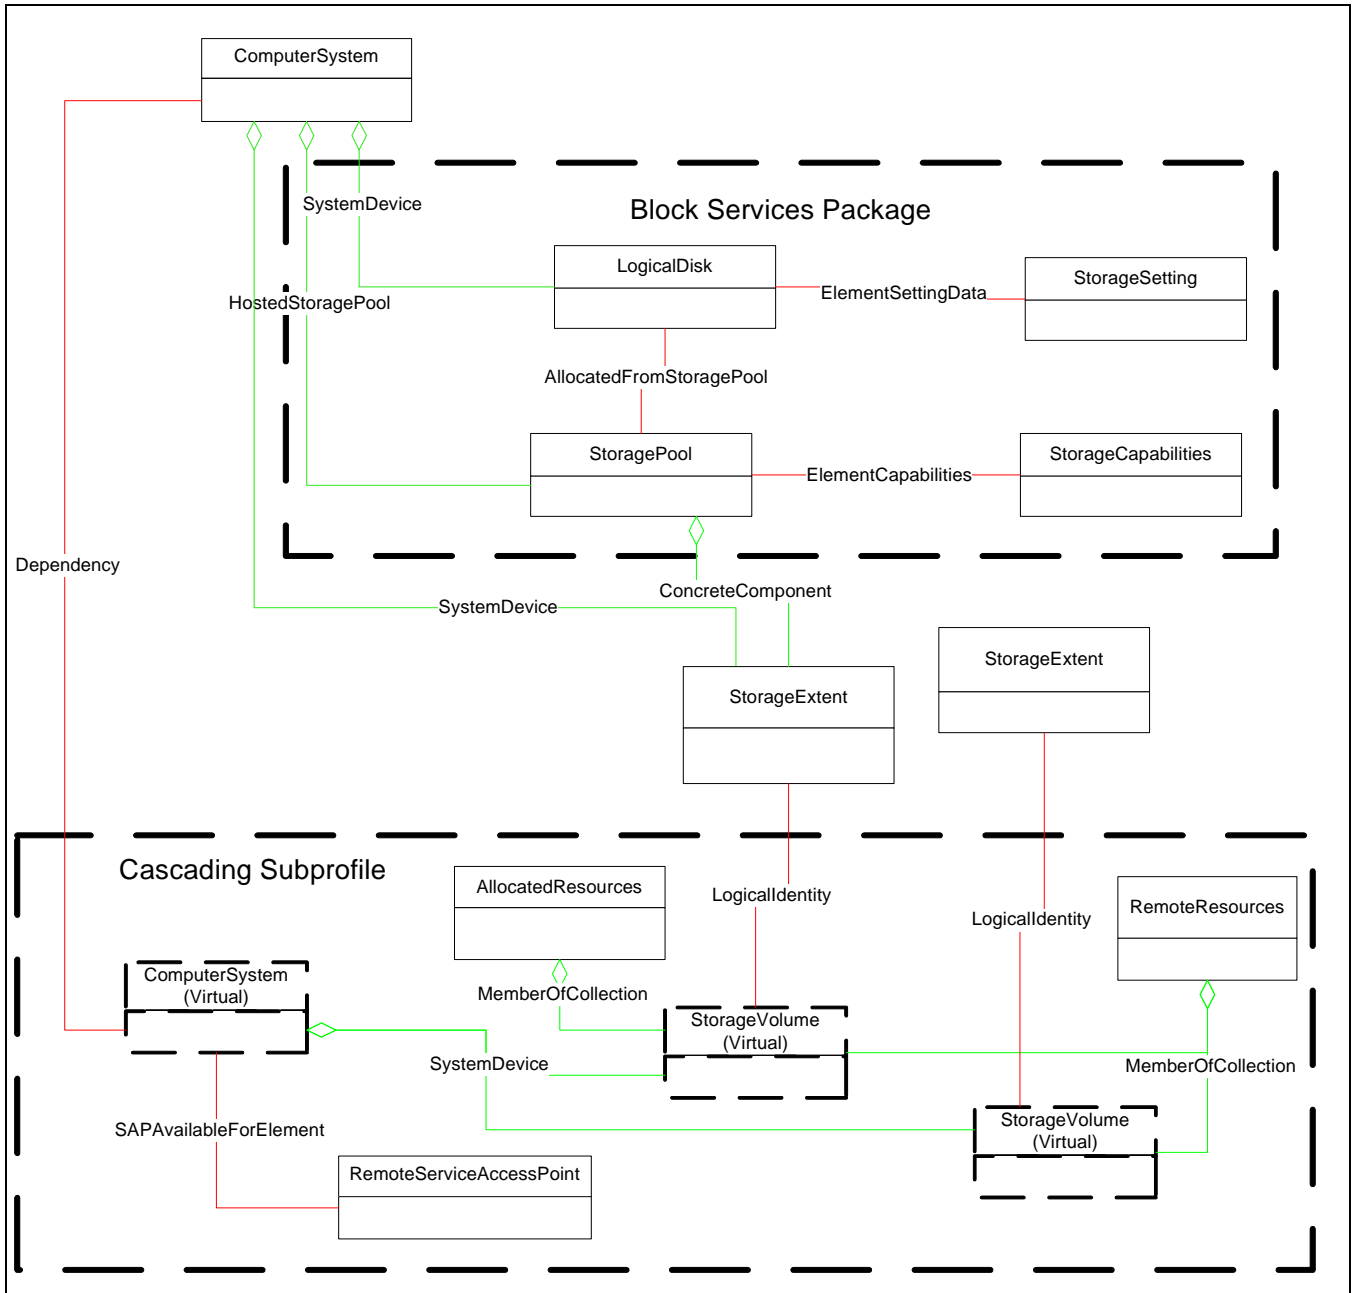 ComputerSystem
SystemDevice
Block Services Package
LogicalDisk
StorageSetting
ElementSettingData
HostedStoragePool
AllocatedFromStoragePool
StoragePool
StorageCapabilities
ElementCapabilities
Dependency
ConcreteComponent
SystemDevice
StorageExtent
StorageExtent
Cascading Subprofile
AllocatedResources
LogicalIdentity
RemoteResources
LogicalIdentity
ComputerSystem
(Virtual)
MemberOfCollection
StorageVolume
(Virtual)
SystemDevice
MemberOfCollection
SAPAvailableForElement
StorageVolume
(Virtual)
RemoteServiceAccessPoint